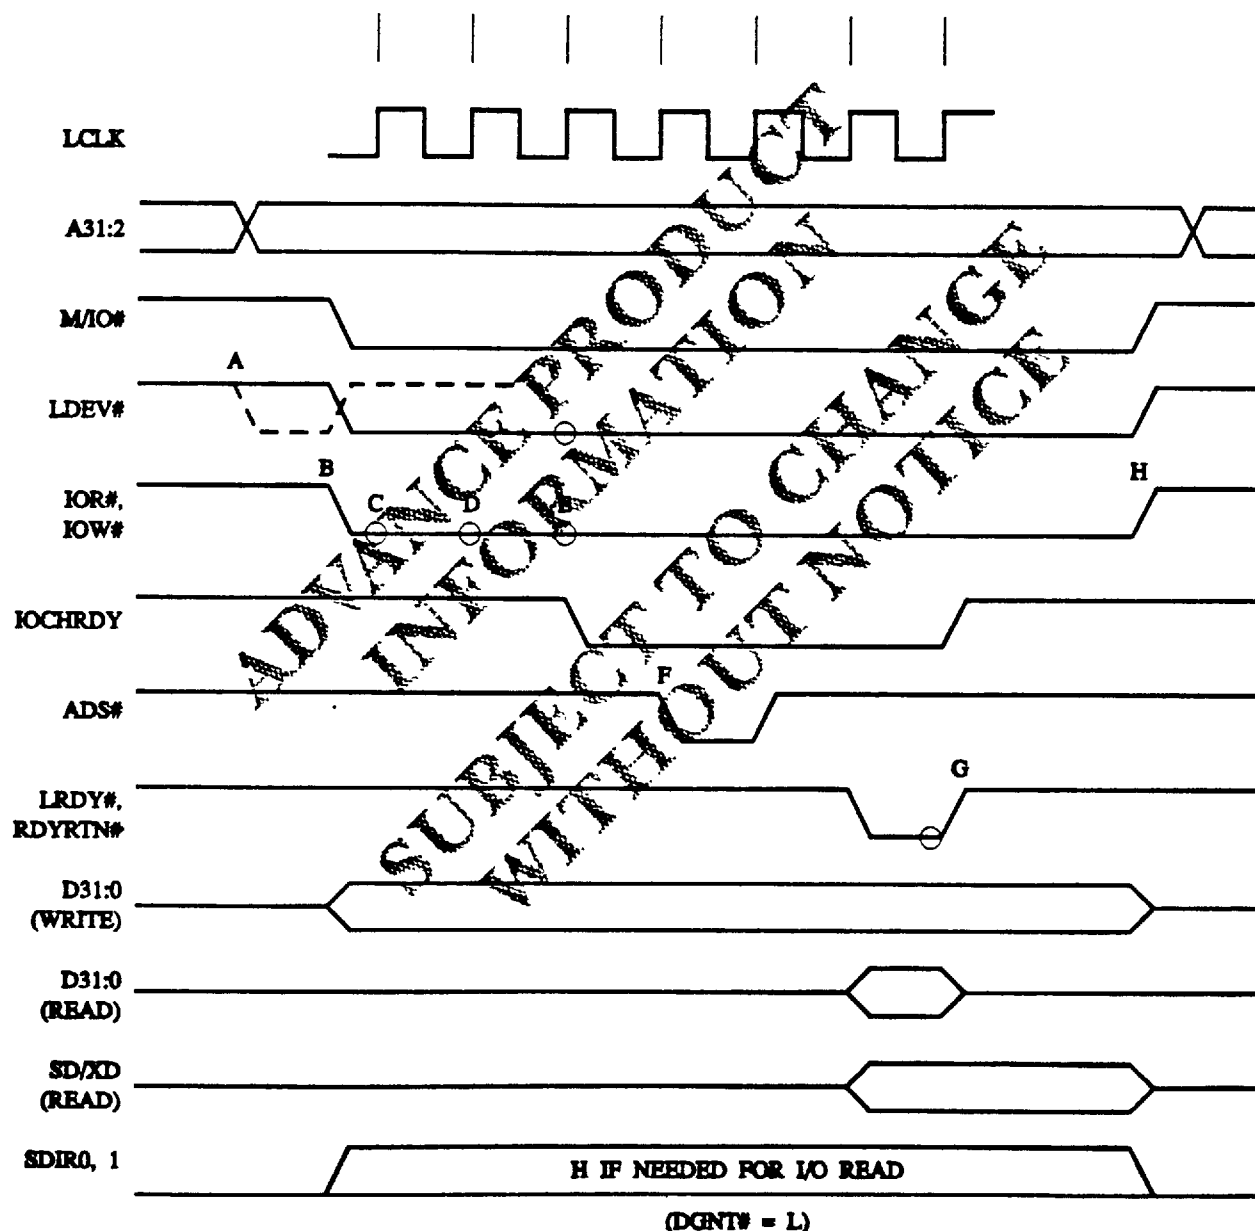 LCLK
A31:2
M/IO#
A
LDEV#
B
H
IOR#,
IOW#
C
D
E
IOCHRDY
F
ADS#
G
LRDY#,
RDYRTN#
D31:0
(WRITE)
D31:0
(READ)
SD/XD
(READ)
SDIR0, 1
H IF NEEDED FOR I/O READ
(DGNT# = L)
ADVANCE PRODUCT
INFORMATION
SUBJECT TO CHANGE
WITHOUT NOTICE